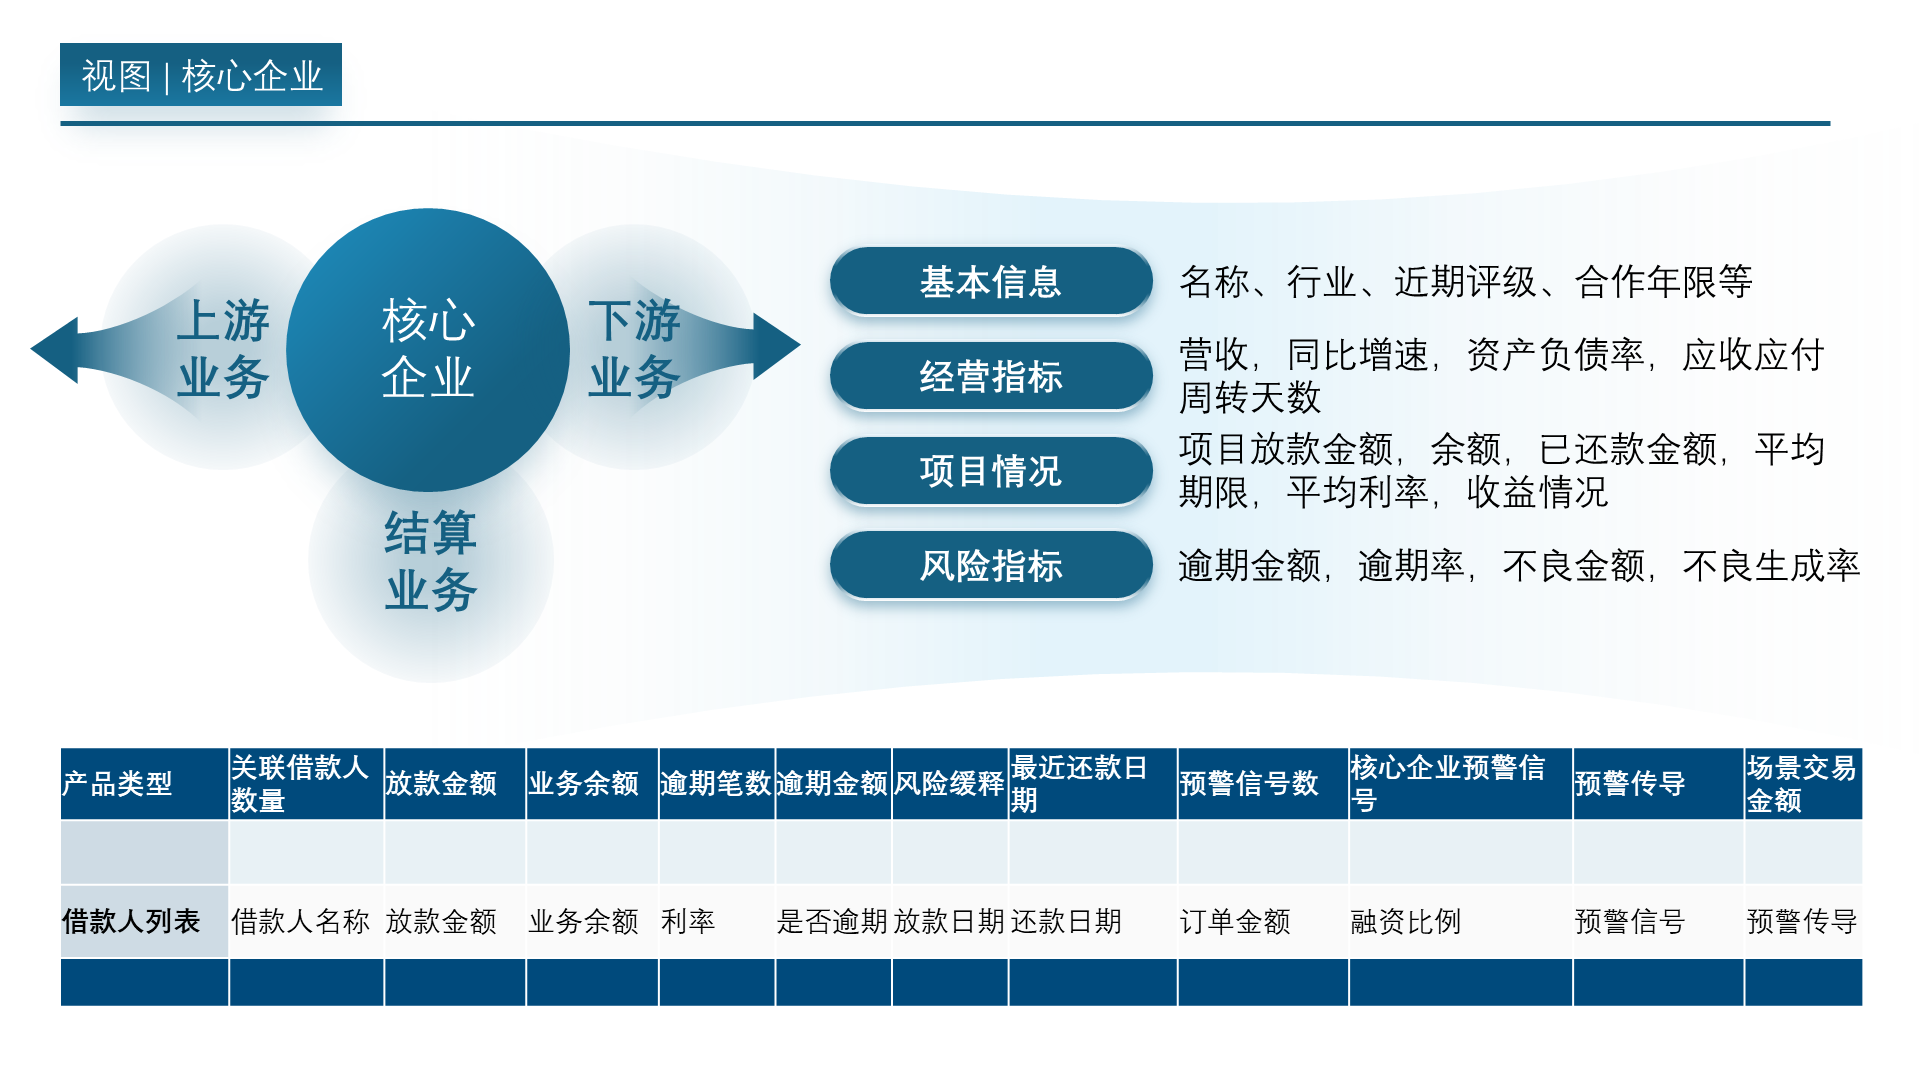 视图 | 核心企业
上游
业务
核心
企业
下游
业务
结算
业务
基本信息
名称、行业、近期评级、合作年限等
经营指标
营收，同比增速，资产负债率，应收应付
周转天数
项目情况
项目放款金额，余额，已还款金额，平均
期限，平均利率，收益情况
风险指标
逾期金额，逾期率，不良金额，不良生成率
产品类型
关联借款人
数量
放款金额
业务余额
逾期笔数
逾期金额
风险缓释
最近还款日
期
预警信号数
核心企业预警信
号
预警传导
场景交易
金额
借款人列表
借款人名称
放款金额
业务余额
利率
是否逾期
放款日期
还款日期
订单金额
融资比例
预警信号
预警传导